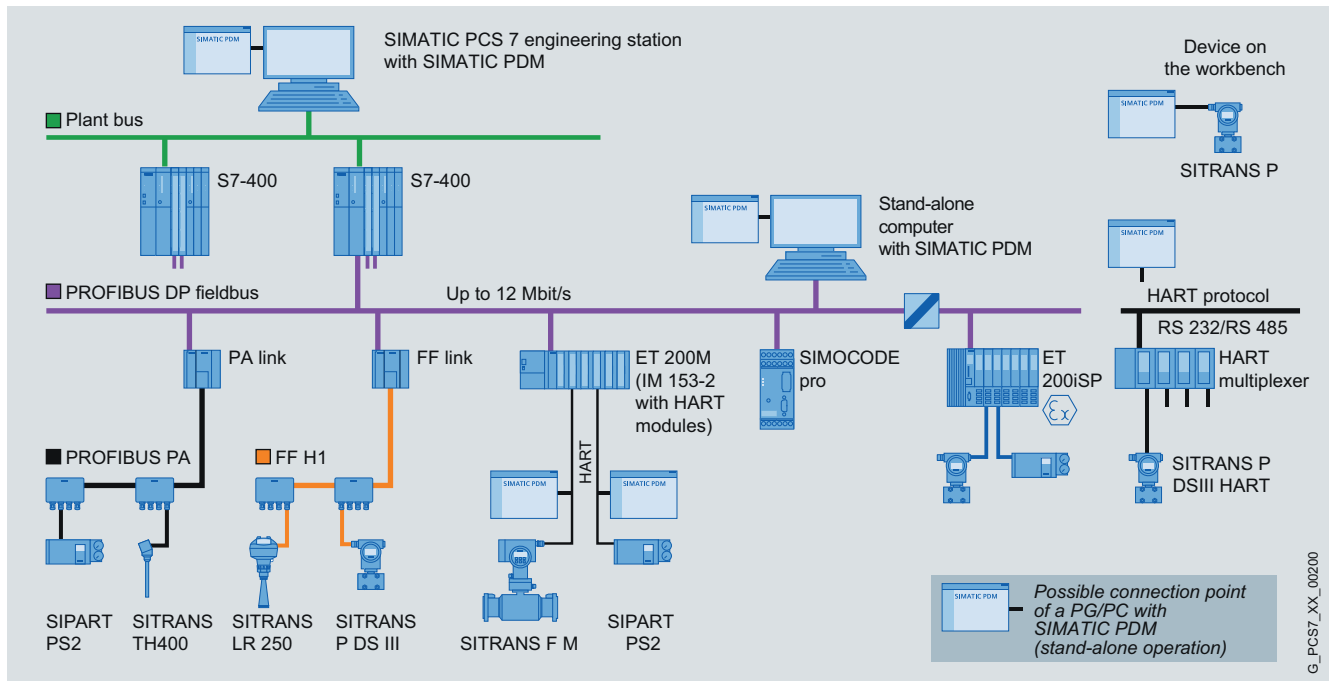 SIMATIC PDM
SIMATIC PCS 7 engineering station
with SIMATIC PDM
Device on
the workbench
SIMATIC PDM
SITRANS P
Plant bus
S7-400
S7-400
SIMATIC PDM
Stand-alone
computer
with SIMATIC PDM
SIMATIC PDM
PROFIBUS DP fieldbus
Up to 12 Mbit/s
HART protocol
RS 232/RS 485
PA link
FF link
ET 200M
(IM 153-2
with HART
modules)
SIMOCODE
pro
ET
200iSP
Ex
HART
multiplexer
PROFIBUS PA
FF H1
HART
SIMATIC PDM
SIMATIC PDM
SITRANS P
DSIII HART
SIPART
PS2
SITRANS
TH400
SITRANS
LR 250
SITRANS
P DS III
SITRANS F M
SIPART
PS2
SIMATIC PDM
Possible connection point
of a PG/PC with
SIMATIC PDM
(stand-alone operation)
G_PCS7_XX_00200